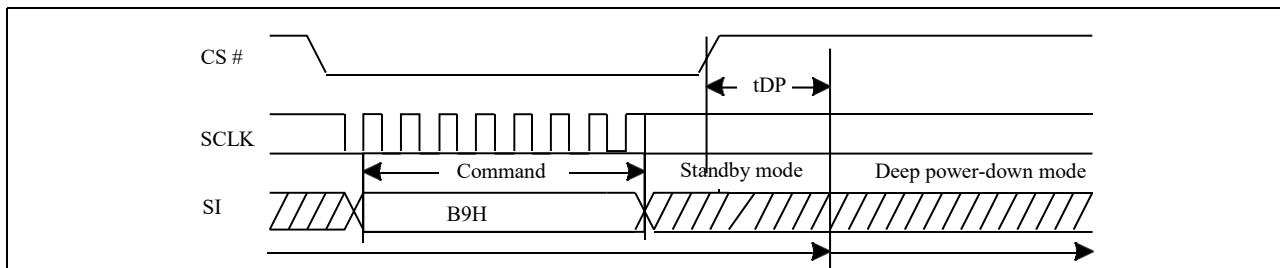 CS #
tDP
SCLK
Command
Standby mode
Deep power-down mode
SI
B9H